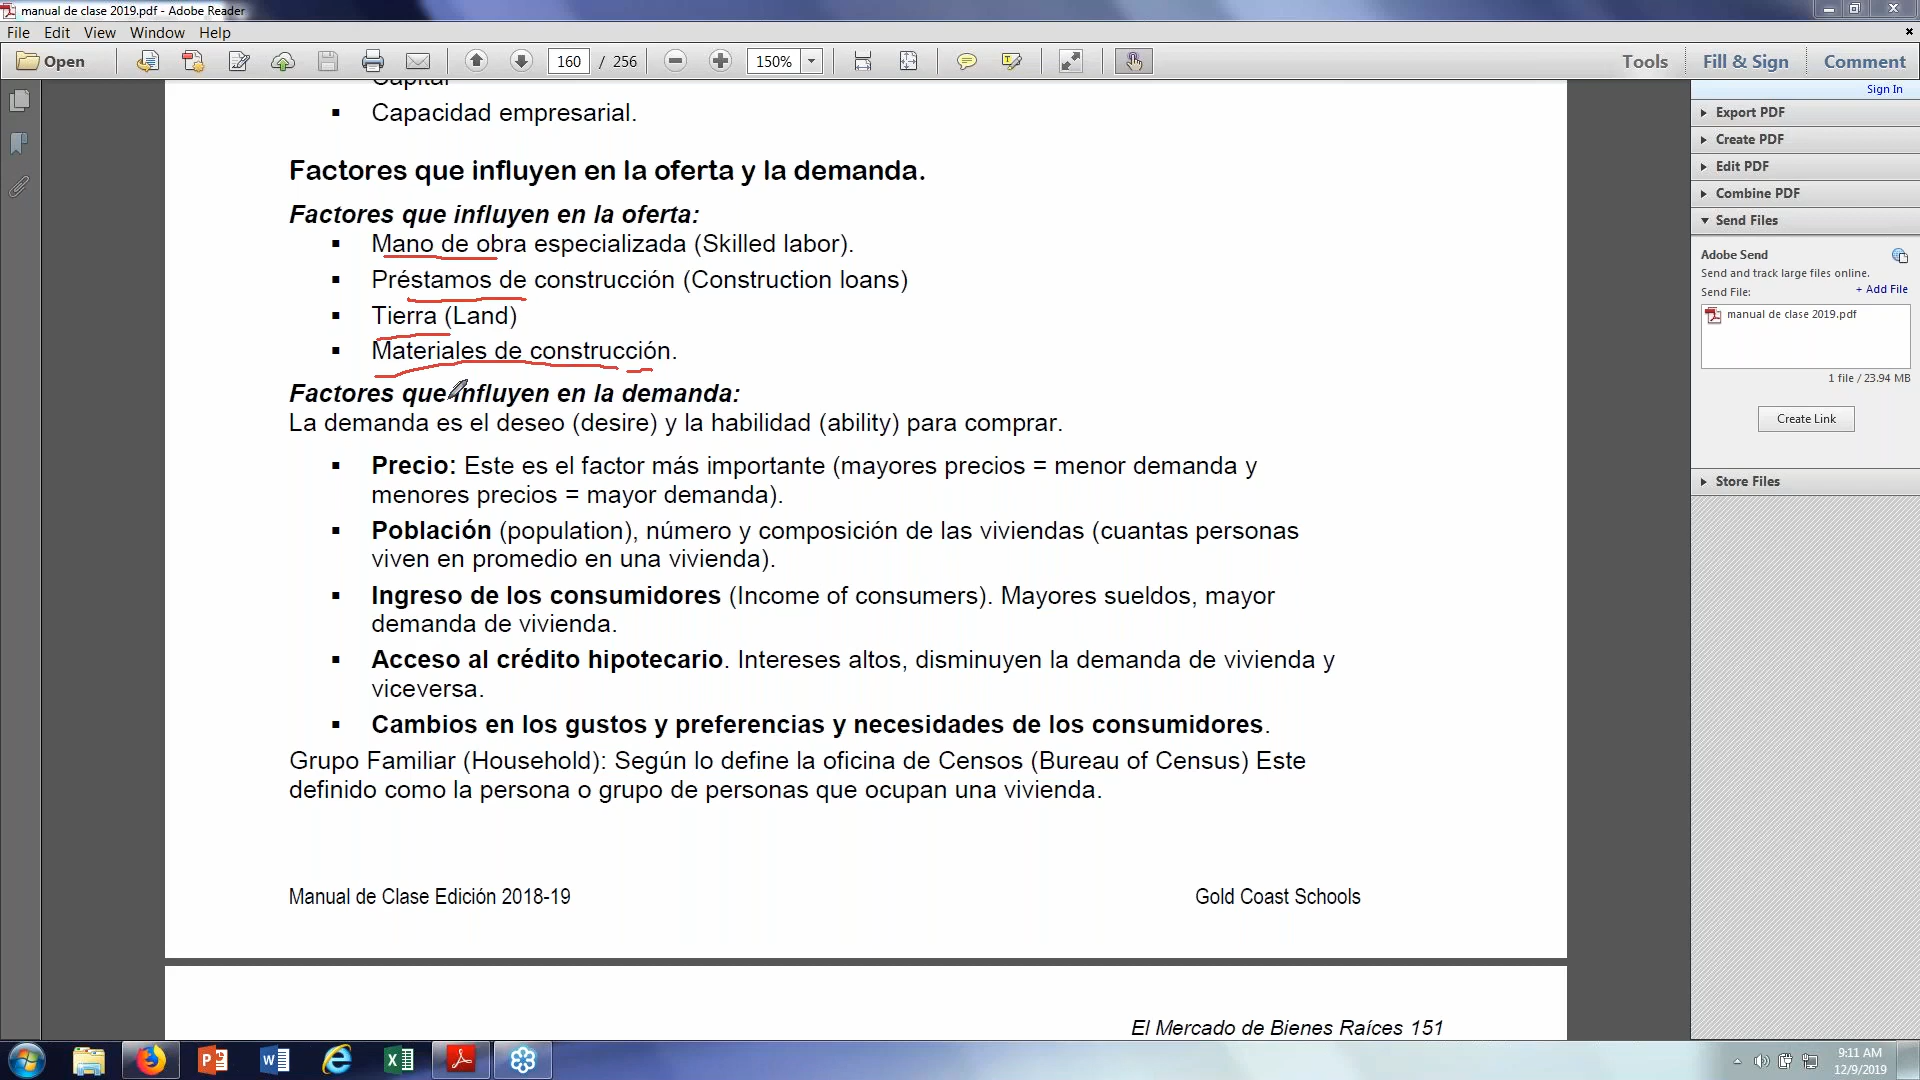 manual de clase 2019.pdf - Adobe Reader
File Edit View Window Help
Open 160 / 256 150% Tools Fill & Sign Comment
Sign In
Export PDF
Create PDF
Edit PDF
Combine PDF
Send Files
Adobe Send
Send and track large files online.
Send File: + Add File
manual de clase 2019.pdf
1 file / 23.94 MB
Create Link
Store Files
Capital
▪ Capacidad empresarial.
Factores que influyen en la oferta y la demanda.
Factores que influyen en la oferta:
▪ Mano de obra especializada (Skilled labor).
▪ Préstamos de construcción (Construction loans)
▪ Tierra (Land)
▪ Materiales de construcción.
Factores que influyen en la demanda:
La demanda es el deseo (desire) y la habilidad (ability) para comprar.
▪ Precio: Este es el factor más importante (mayores precios = menor demanda y
menores precios = mayor demanda).
▪ Población (population), número y composición de las viviendas (cuantas personas
viven en promedio en una vivienda).
▪ Ingreso de los consumidores (Income of consumers). Mayores sueldos, mayor
demanda de vivienda.
▪ Acceso al crédito hipotecario. Intereses altos, disminuyen la demanda de vivienda y
viceversa.
▪ Cambios en los gustos y preferencias y necesidades de los consumidores.
Grupo Familiar (Household): Según lo define la oficina de Censos (Bureau of Census) Este
definido como la persona o grupo de personas que ocupan una vivienda.
Manual de Clase Edición 2018-19 Gold Coast Schools
El Mercado de Bienes Raíces 151
9:11 AM
12/9/2019